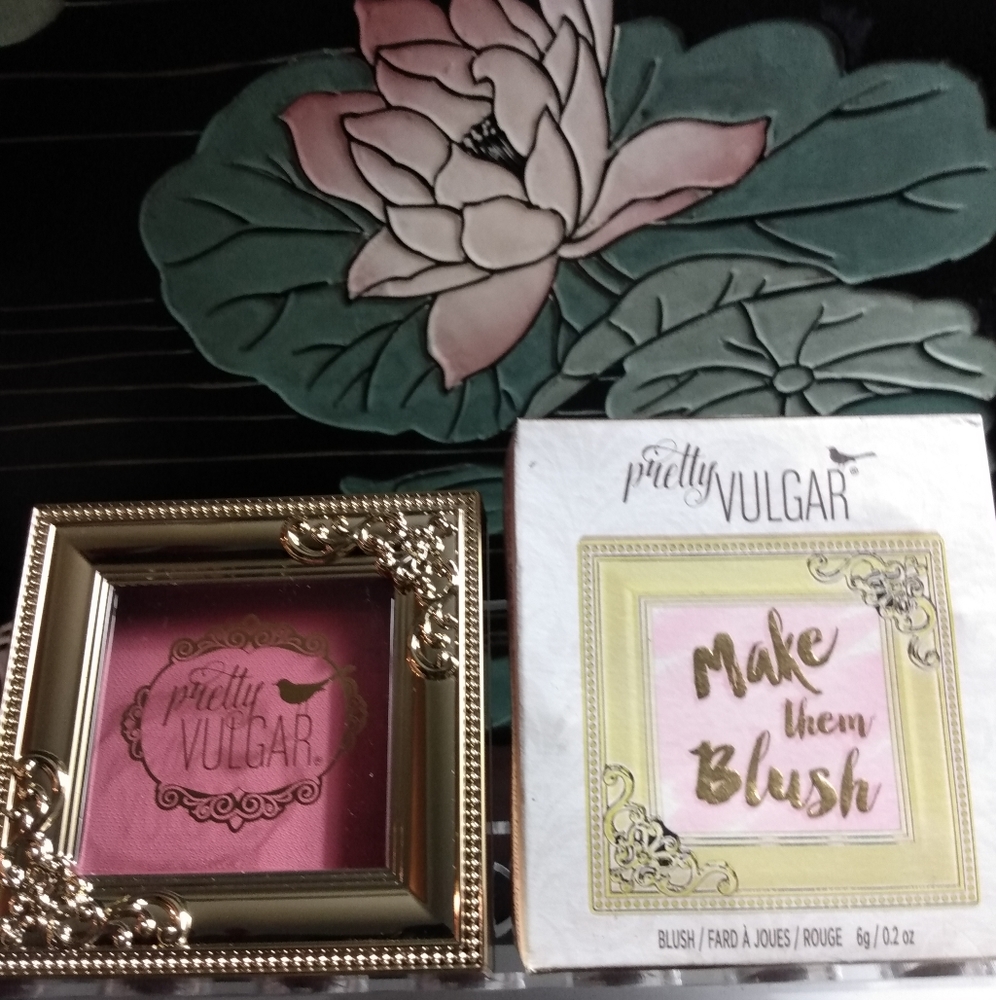 pretty
VULGAR®
pretty
VULGAR®
Make
them
Blush
BLUSH / FARD À JOUES / ROUGE 6g / 0.2 oz